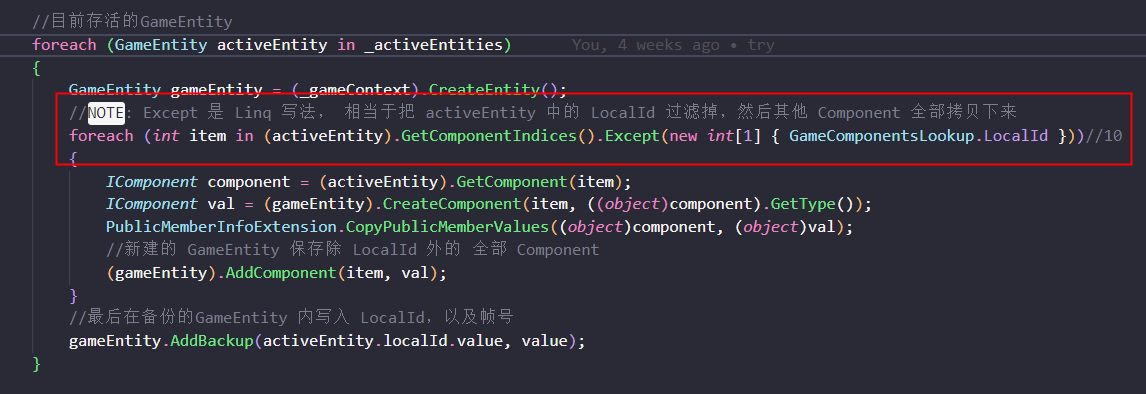 //目前存活的GameEntity
foreach (GameEntity activeEntity in _activeEntities)      You, 4 weeks ago • try
{
    GameEntity gameEntity = (_gameContext).CreateEntity();
    //NOTE: Except 是 Linq 写法， 相当于把 activeEntity 中的 LocalId 过滤掉，然后其他 Component 全部拷贝下来
    foreach (int item in (activeEntity).GetComponentIndices().Except(new int[1] { GameComponentsLookup.LocalId }))//10
    {
        IComponent component = (activeEntity).GetComponent(item);
        IComponent val = (gameEntity).CreateComponent(item, ((object)component).GetType());
        PublicMemberInfoExtension.CopyPublicMemberValues((object)component, (object)val);
        //新建的 GameEntity 保存除 LocalId 外的 全部 Component
        (gameEntity).AddComponent(item, val);
    }
    //最后在备份的GameEntity 内写入 LocalId，以及帧号
    gameEntity.AddBackup(activeEntity.localId.value, value);
}